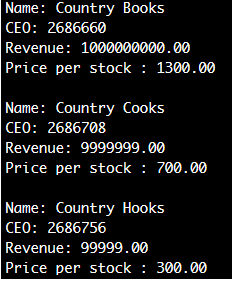 Name: Country Books
CEO: 2686660
Revenue: 1000000000.00
Price per stock : 1300.00
Name: Country Cooks
CEO: 2686708
Revenue: 9999999.00
Price per stock : 700.00
Name: Country Hooks
CEO: 2686756
Revenue: 99999.00
Price per stock : 300.00